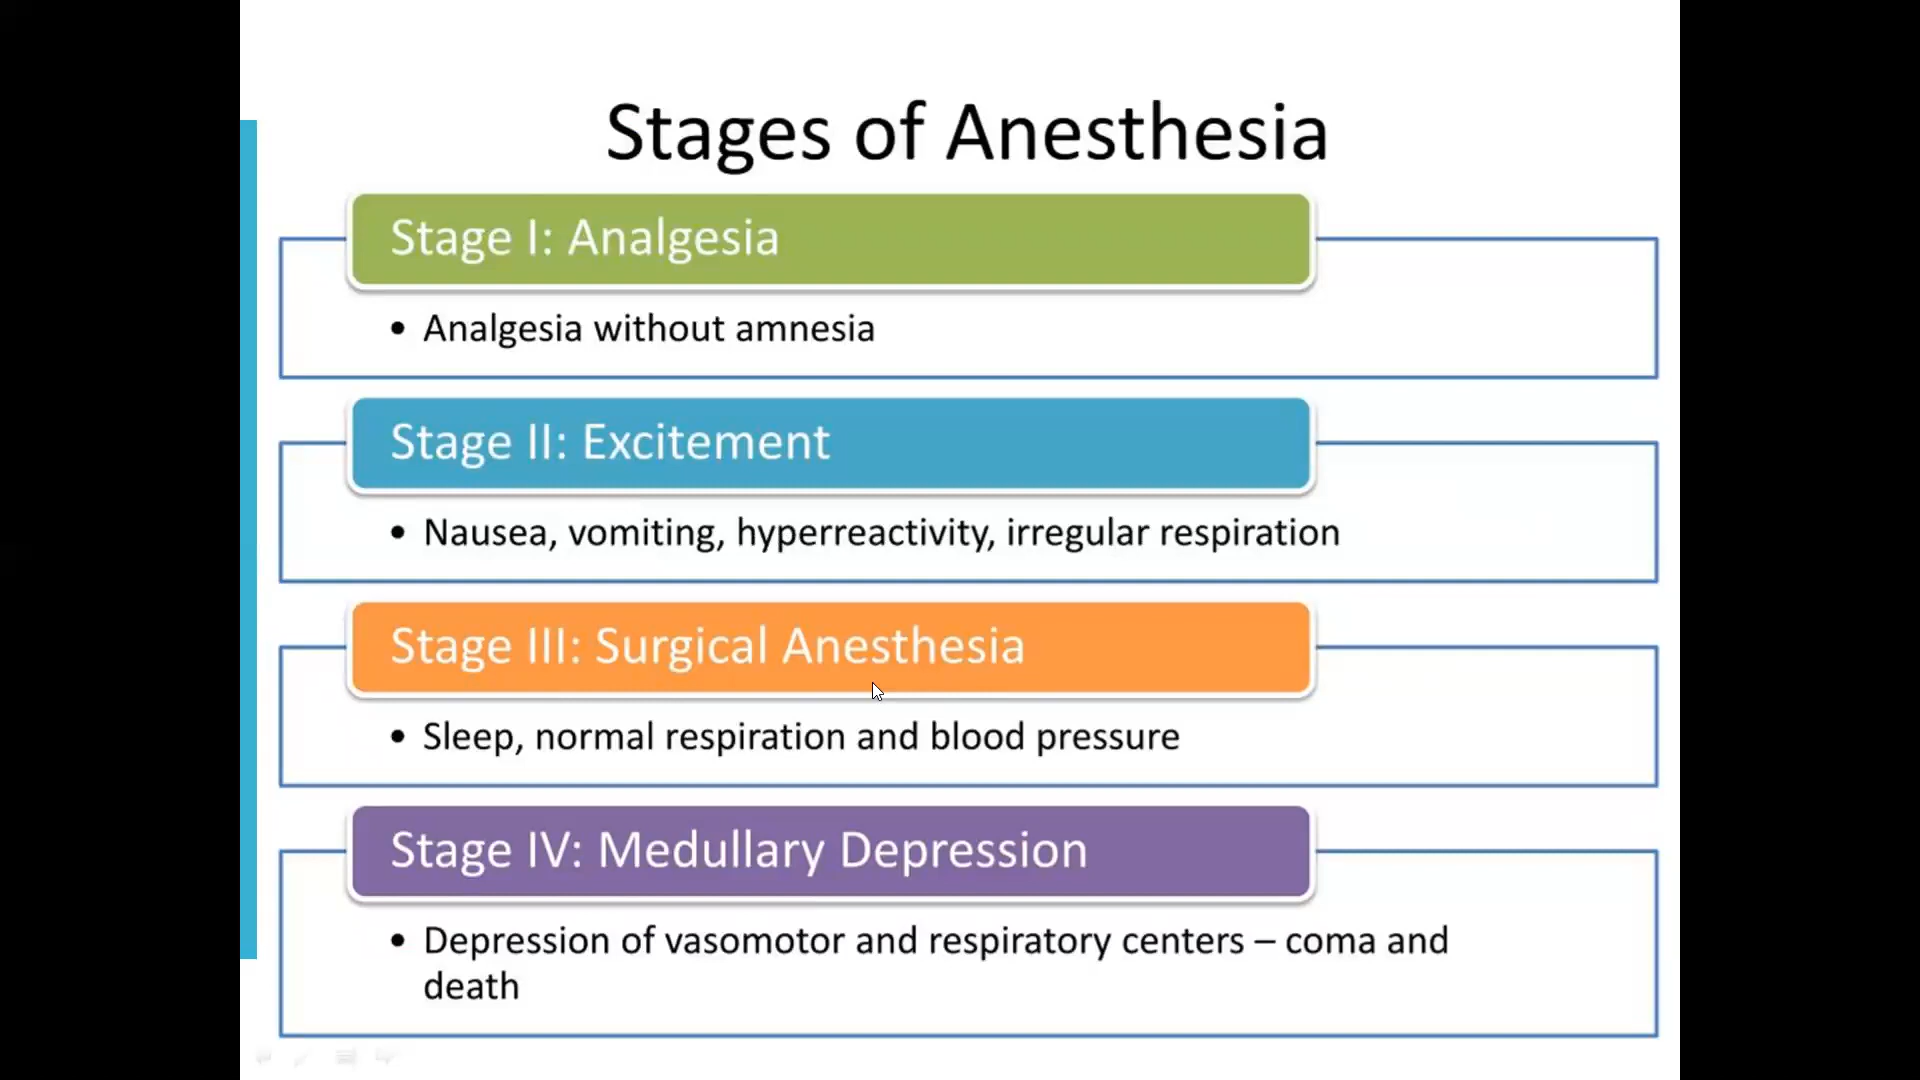 Stages of Anesthesia
Stage I: Analgesia
• Analgesia without amnesia
Stage II: Excitement
• Nausea, vomiting, hyperreactivity, irregular respiration
Stage III: Surgical Anesthesia
• Sleep, normal respiration and blood pressure
Stage IV: Medullary Depression
• Depression of vasomotor and respiratory centers – coma and
death